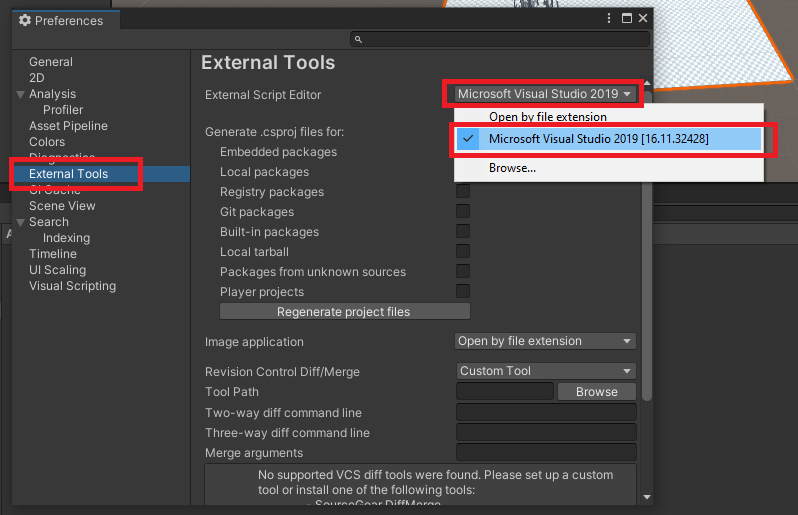 Preferences
External Tools
General
2D
Analysis
Profiler
Asset Pipeline
Colors
Diagnostics
External Tools
GI Cache
Scene View
Search
Indexing
Timeline
UI Scaling
Visual Scripting
External Script Editor
Microsoft Visual Studio 2019
Open by file extension
Microsoft Visual Studio 2019 [16.11.32428]
Browse...
Generate .csproj files for:
Embedded packages
Local packages
Registry packages
Git packages
Built-in packages
Local tarball
Packages from unknown sources
Player projects
Regenerate project files
Image application
Open by file extension
Revision Control Diff/Merge
Custom Tool
Tool Path
Browse
Two-way diff command line
Three-way diff command line
Merge arguments
No supported VCS diff tools were found. Please set up a custom
tool or install one of the following tools:
- SourceGear DiffMerge